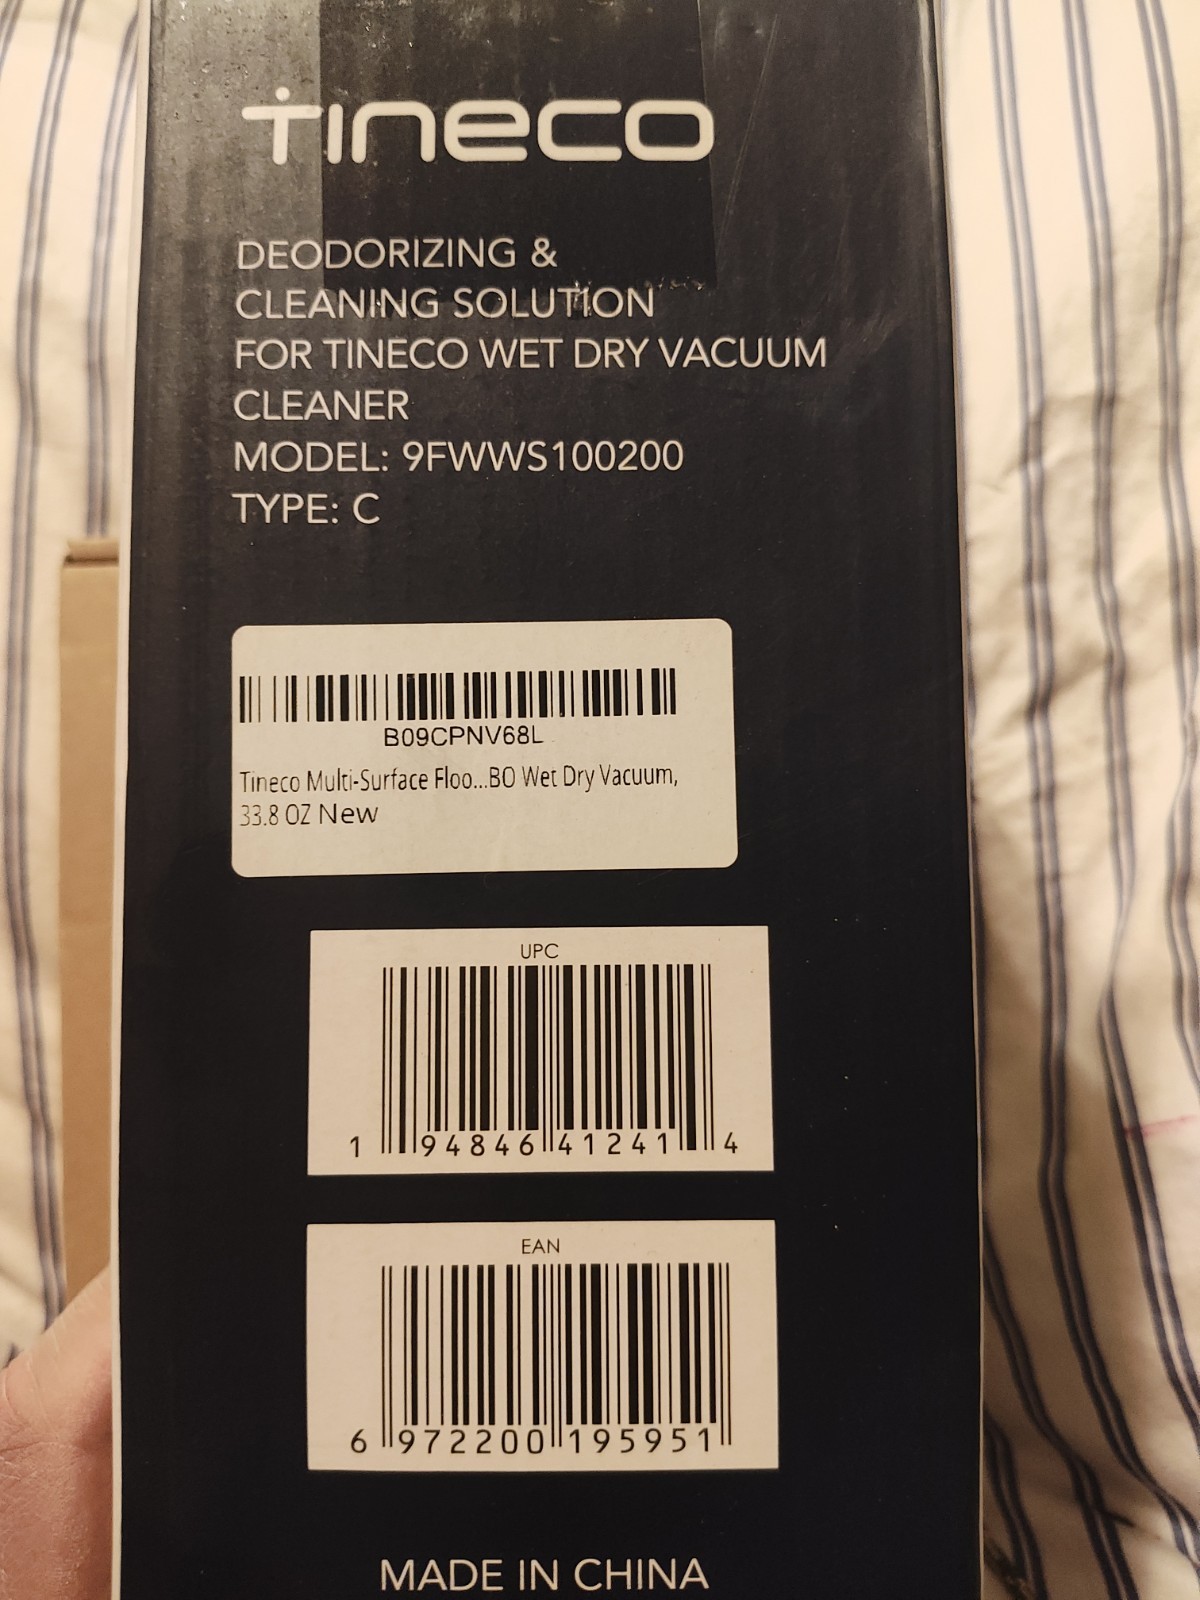 Tineco
DEODORIZING &
CLEANING SOLUTION
FOR TINECO WET DRY VACUUM
CLEANER
MODEL: 9FWWS100200
TYPE: C
B09CPNV68L
Tineco Multi-Surface Floo...BO Wet Dry Vacuum,
33.8 OZ New
UPC
1 94846 41241 4
EAN
6 972200 195951
MADE IN CHINA